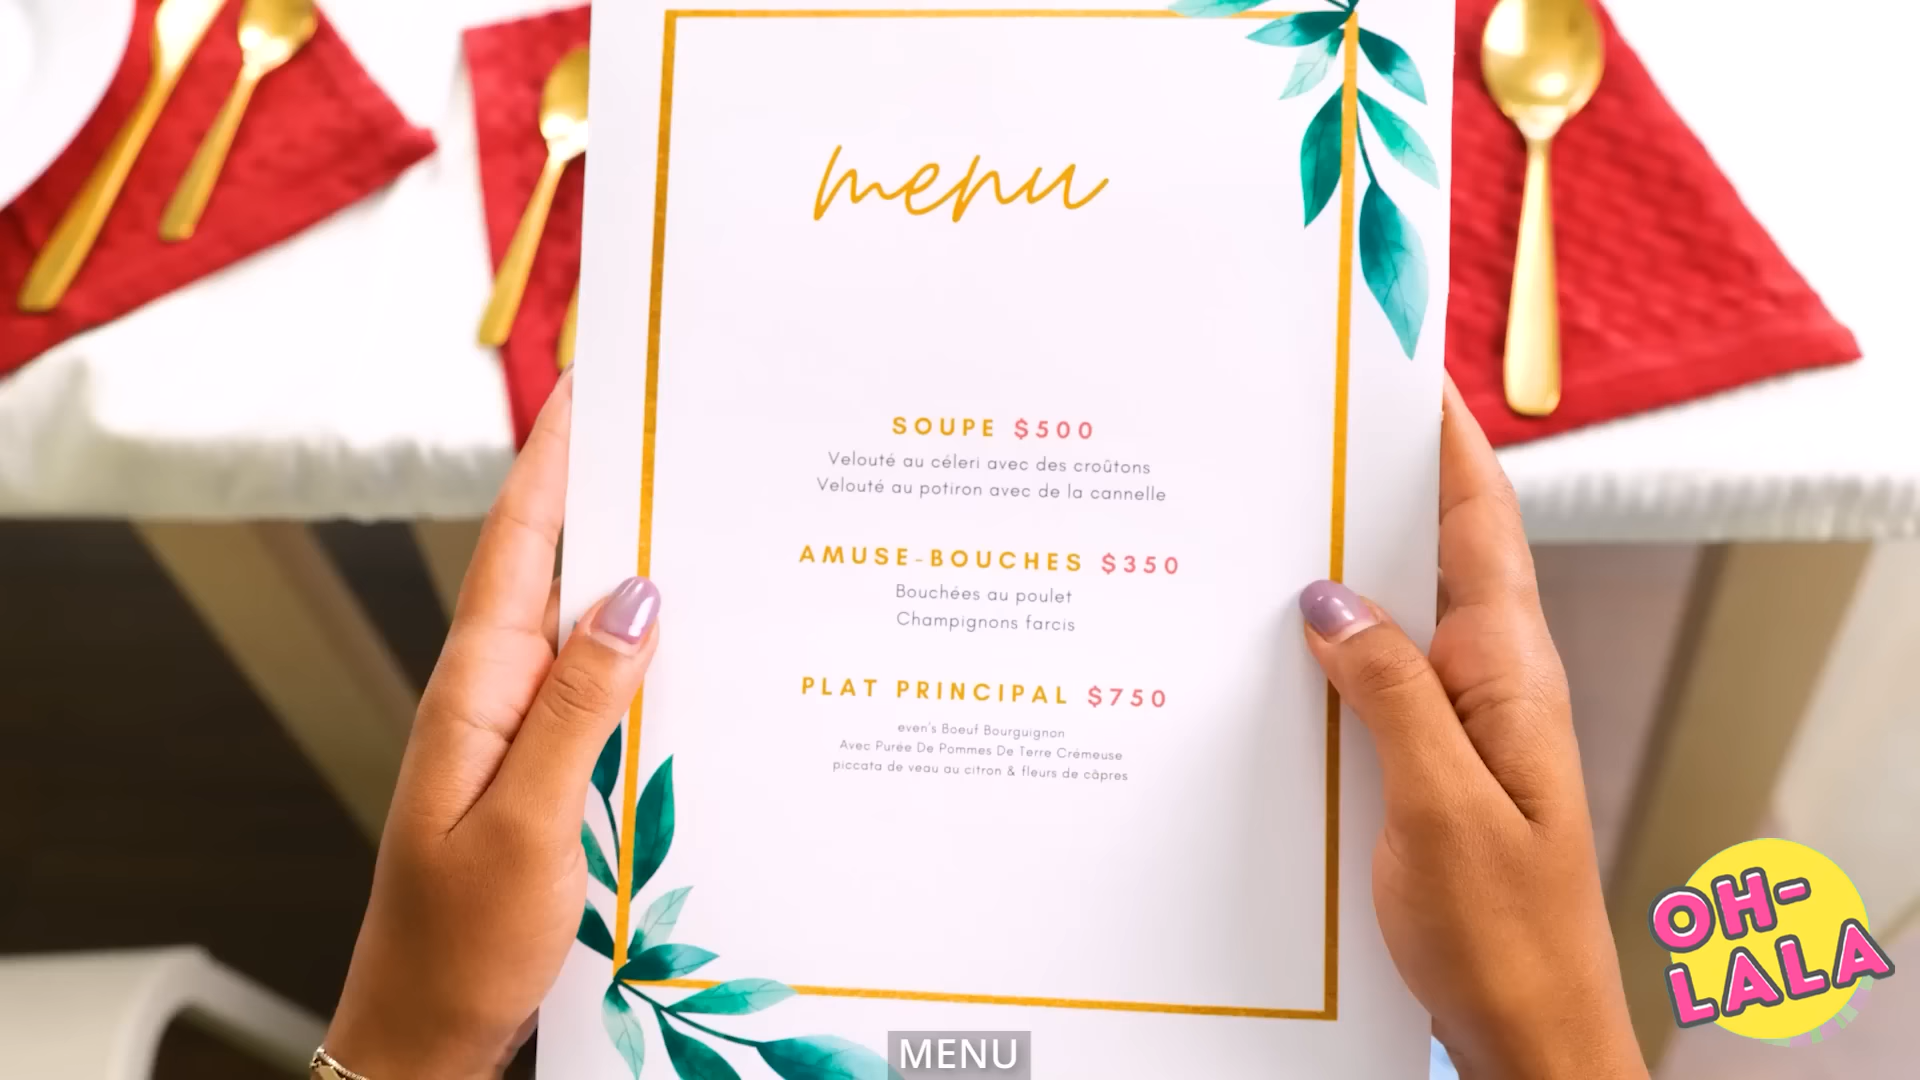 menu
SOUPE $500
Velouté au céleri avec des croûtons
Velouté au potiron avec de la cannelle
AMUSE-BOUCHES $350
Bouchées au poulet
Champignons farcis
PLAT PRINCIPAL $750
even's Boeuf Bourguignon
Avec Purée De Pommes De Terre Crémeuse
piccata de veau au citron & fleurs de câpres
OH-
LALA
MENU